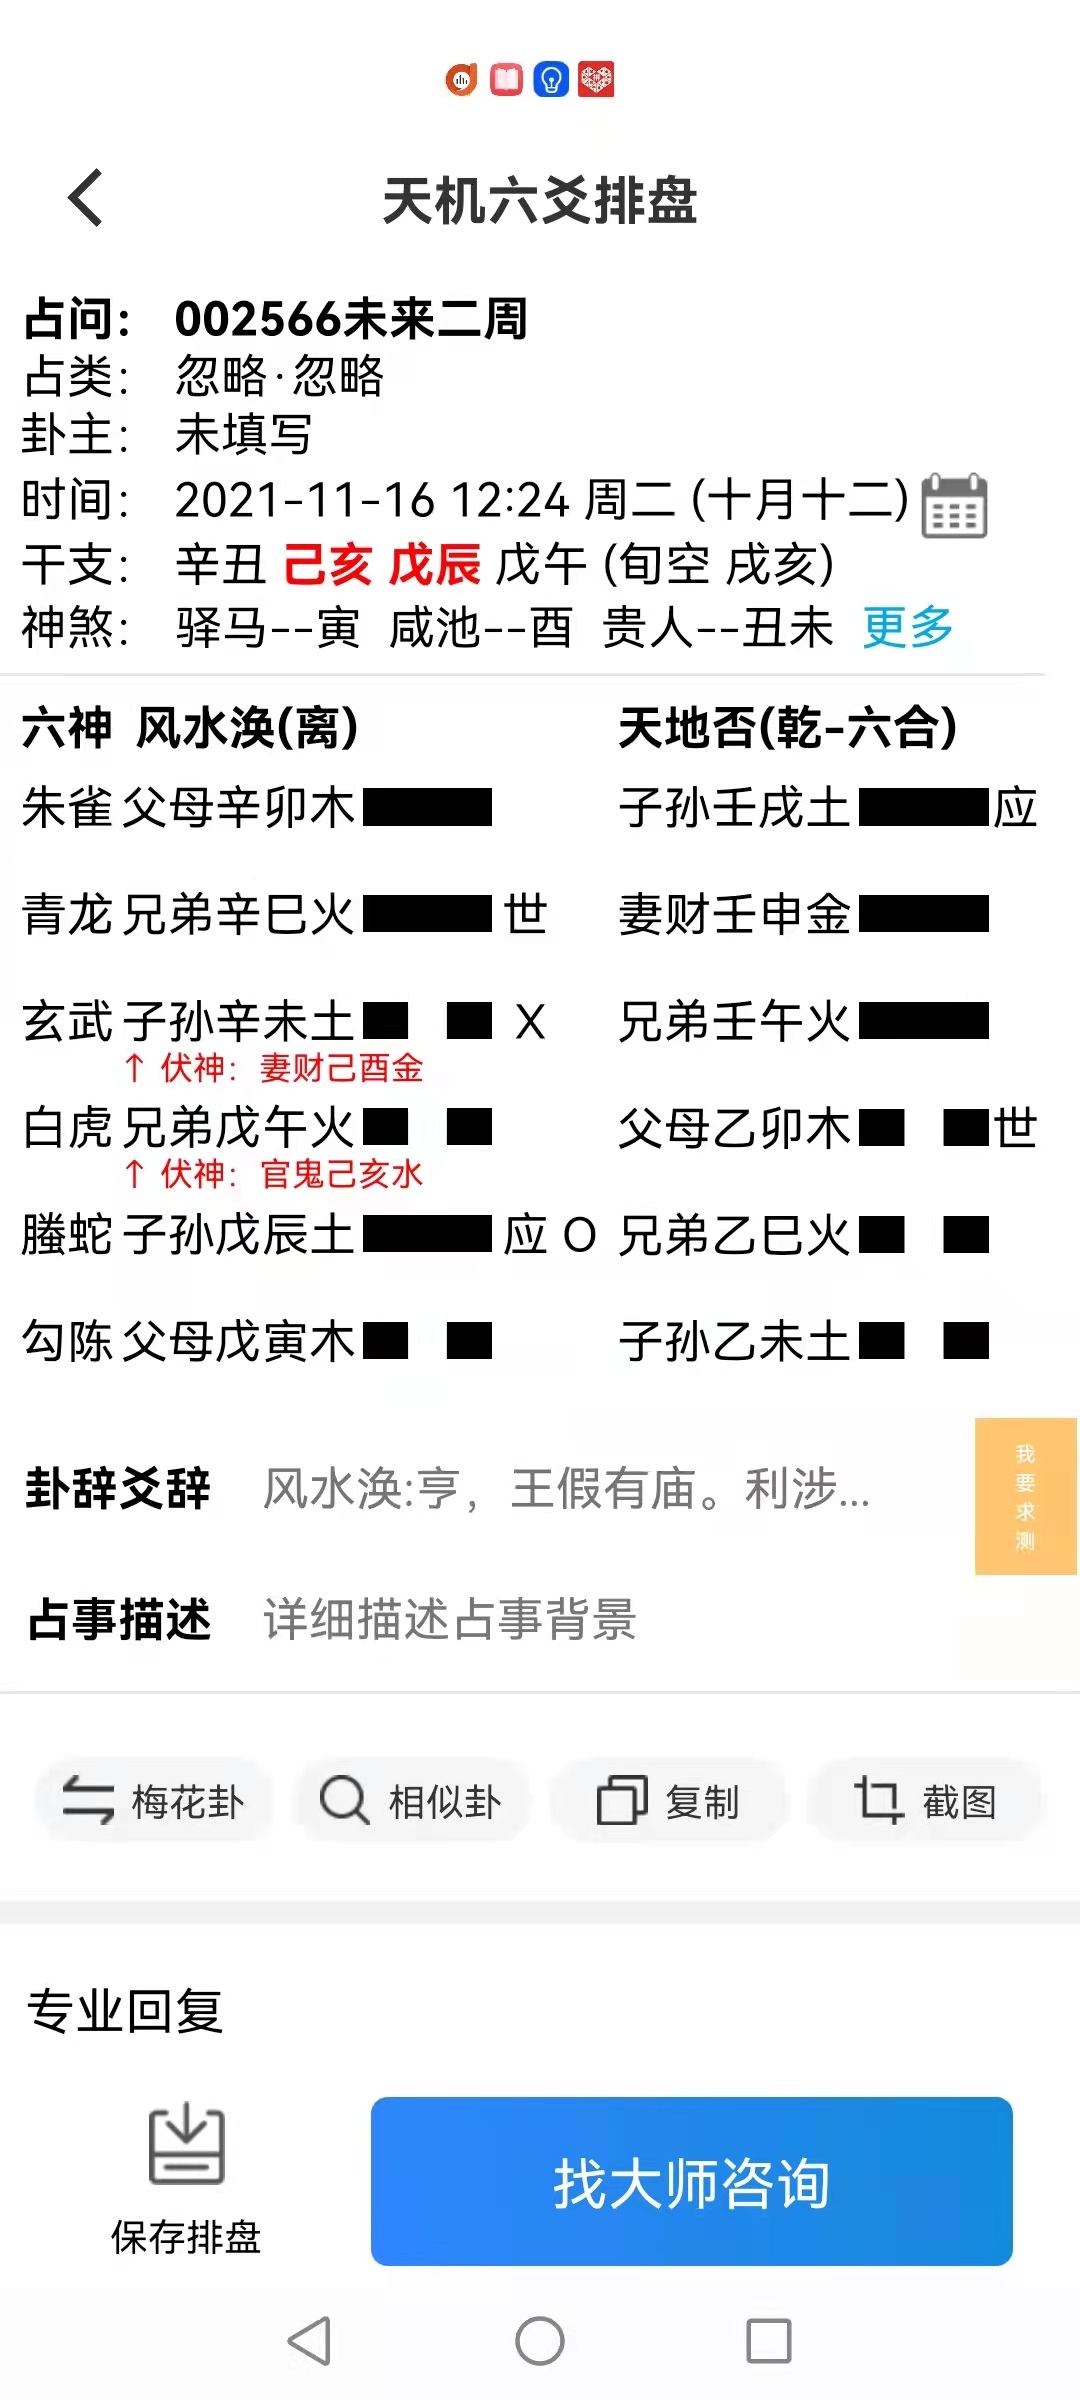 天机六爻排盘
占问： 002566未来二周
占类： 忽略·忽略
卦主： 未填写
时间： 2021-11-16 12:24 周二 (十月十二)
干支： 辛丑 己亥 戊辰 戊午 (旬空 戌亥)
神煞： 驿马--寅 咸池--酉 贵人--丑未 更多
六神 风水涣(离) 天地否(乾-六合)
朱雀 父母辛卯木 子孙壬戌土 应
青龙 兄弟辛巳火 世 妻财壬申金
玄武 子孙辛未土 X 兄弟壬午火
↑ 伏神：妻财己酉金
白虎 兄弟戊午火 父母乙卯木 世
↑ 伏神：官鬼己亥水
螣蛇 子孙戊辰土 应 O 兄弟乙巳火
勾陈 父母戊寅木 子孙乙未土
我要求测
卦辞爻辞 风水涣:亨，王假有庙。利涉...
占事描述 详细描述占事背景
梅花卦 相似卦 复制 截图
专业回复
保存排盘 找大师咨询